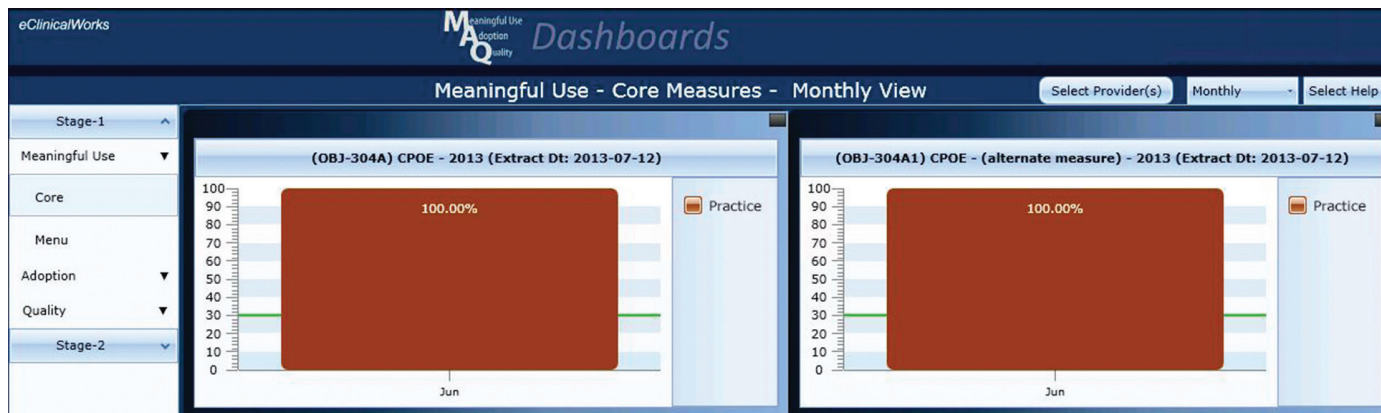 eClinicalWorks
Meaningful Use
Adoption
Quality
Dashboards
Meaningful Use - Core Measures - Monthly View
Select Provider(s)
Monthly
Select Help
Stage-1
Meaningful Use
Core
Menu
Adoption
Quality
Stage-2
(OBJ-304A) CPOE - 2013 (Extract Dt: 2013-07-12)
100
90
80
70
60
50
40
30
20
10
0
100.00%
Jun
Practice
(OBJ-304A1) CPOE - (alternate measure) - 2013 (Extract Dt: 2013-07-12)
100
90
80
70
60
50
40
30
20
10
0
100.00%
Jun
Practice